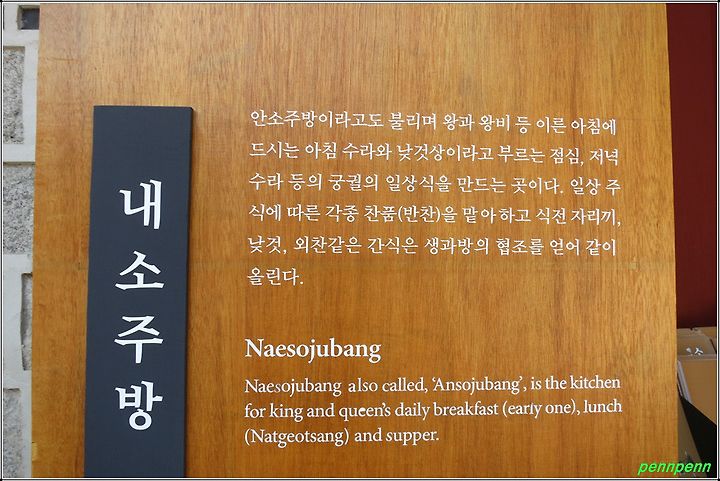 내소주방
안소주방이라고도 불리며 왕과 왕비 등 이른 아침에
드시는 아침 수라와 낮것상이라고 부르는 점심, 저녁
수라 등의 궁궐의 일상식을 만드는 곳이다. 일상 주
식에 따른 각종 찬품(반찬)을 맡아하고 식전 자리끼,
낮것, 외찬같은 간식은 생과방의 협조를 얻어 같이
올린다.
Naesojubang
Naesojubang also called, ‘Ansojubang’, is the kitchen
for king and queen’s daily breakfast (early one), lunch
(Natgeotsang) and supper.
pennpenn